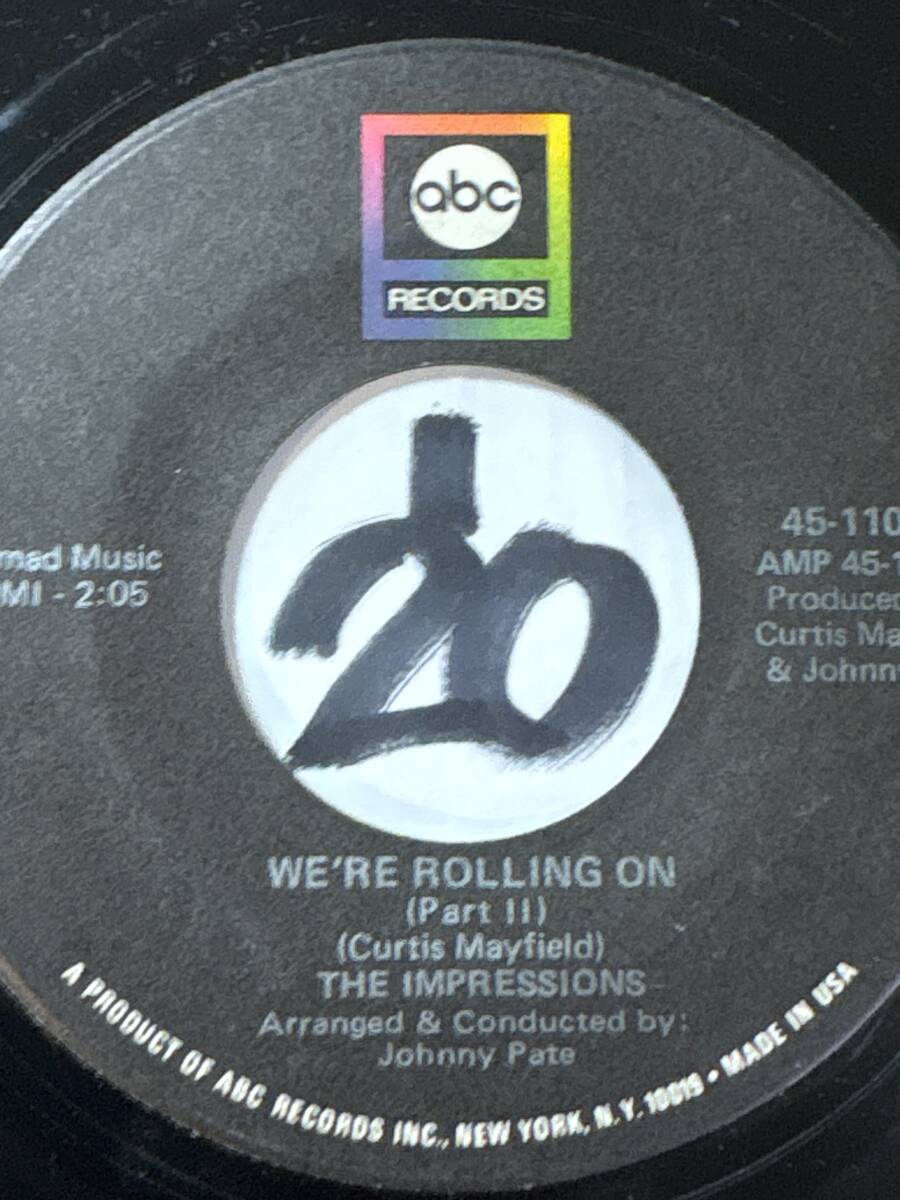 abc
RECORDS
20
mad Music
MI - 2:05
45-110
AMP 45-1
Producer
Curtis Ma
& Johnny
WE'RE ROLLING ON
(Part II)
(Curtis Mayfield)
THE IMPRESSIONS
Arranged & Conducted by:
Johnny Pate
A PRODUCT OF ABC RECORDS INC., NEW YORK, N.Y. 10019 • MADE IN USA